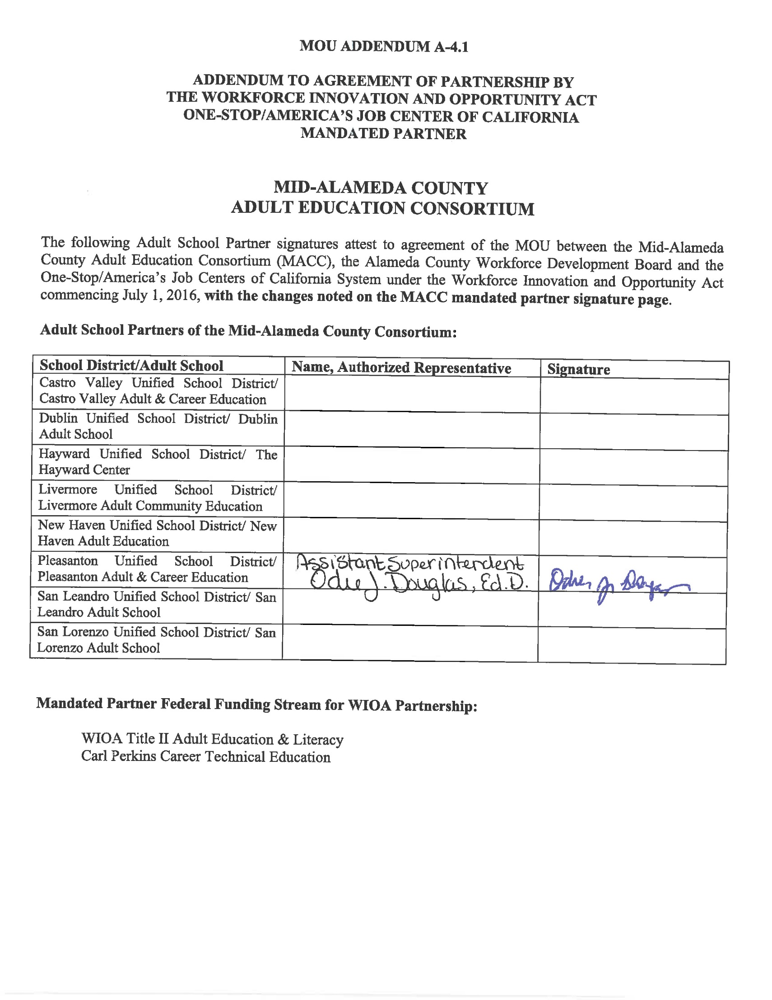 MOU ADDENDUM A-4.1
ADDENDUM TO AGREEMENT OF PARTNERSHIP BY
THE WORKFORCE INNOVATION AND OPPORTUNITY ACT
ONE-STOP/AMERICA'S JOB CENTER OF CALIFORNIA
MANDATED PARTNER
MID-ALAMEDA COUNTY
ADULT EDUCATION CONSORTIUM
The following Adult School Partner signatures attest to agreement of the MOU between the Mid-Alameda
County Adult Education Consortium (MACC), the Alameda County Workforce Development Board and the
One-Stop/America's Job Centers of California System under the Workforce Innovation and Opportunity Act
commencing July 1, 2016, with the changes noted on the MACC mandated partner signature page.
Adult School Partners of the Mid-Alameda County Consortium:
School District/Adult School Name, Authorized Representative Signature
Castro Valley Unified School District/
Castro Valley Adult & Career Education
Dublin Unified School District/ Dublin
Adult School
Hayward Unified School District/ The
Hayward Center
Livermore Unified School District/
Livermore Adult Community Education
New Haven Unified School District/ New
Haven Adult Education
Pleasanton Unified School District/
Pleasanton Adult & Career Education
Assistant Superintendent
Odie J. Douglas, Ed.D.
San Leandro Unified School District/ San
Leandro Adult School
San Lorenzo Unified School District/ San
Lorenzo Adult School
Mandated Partner Federal Funding Stream for WIOA Partnership:
WIOA Title II Adult Education & Literacy
Carl Perkins Career Technical Education